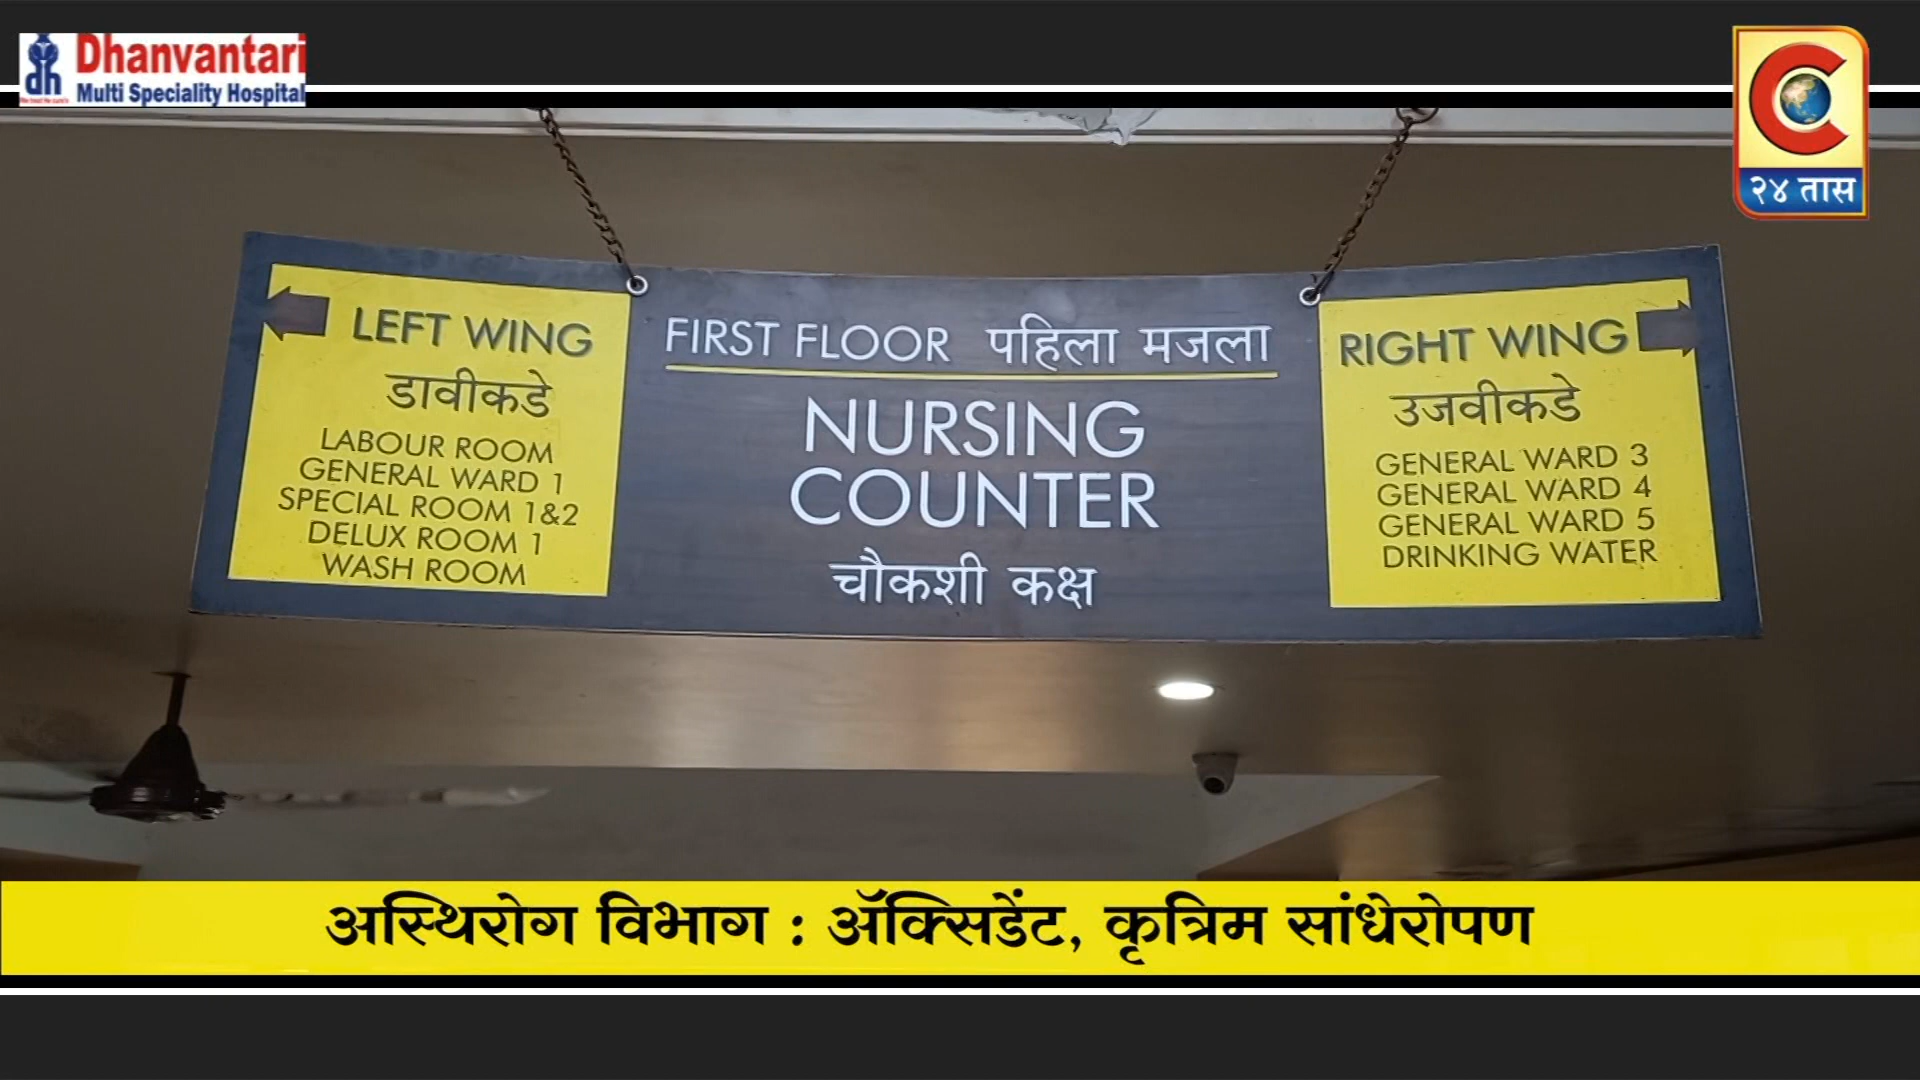 Dhanvantari
Multi Speciality Hospital
C
२४ तास
LEFT WING
डावीकडे
LABOUR ROOM
GENERAL WARD 1
SPECIAL ROOM 1&2
DELUX ROOM 1
WASH ROOM
FIRST FLOOR पहिला मजला
NURSING
COUNTER
चौकशी कक्ष
RIGHT WING
उजवीकडे
GENERAL WARD 3
GENERAL WARD 4
GENERAL WARD 5
DRINKING WATER
अस्थिरोग विभाग : ॲक्सिडेंट, कृत्रिम सांधेरोपण